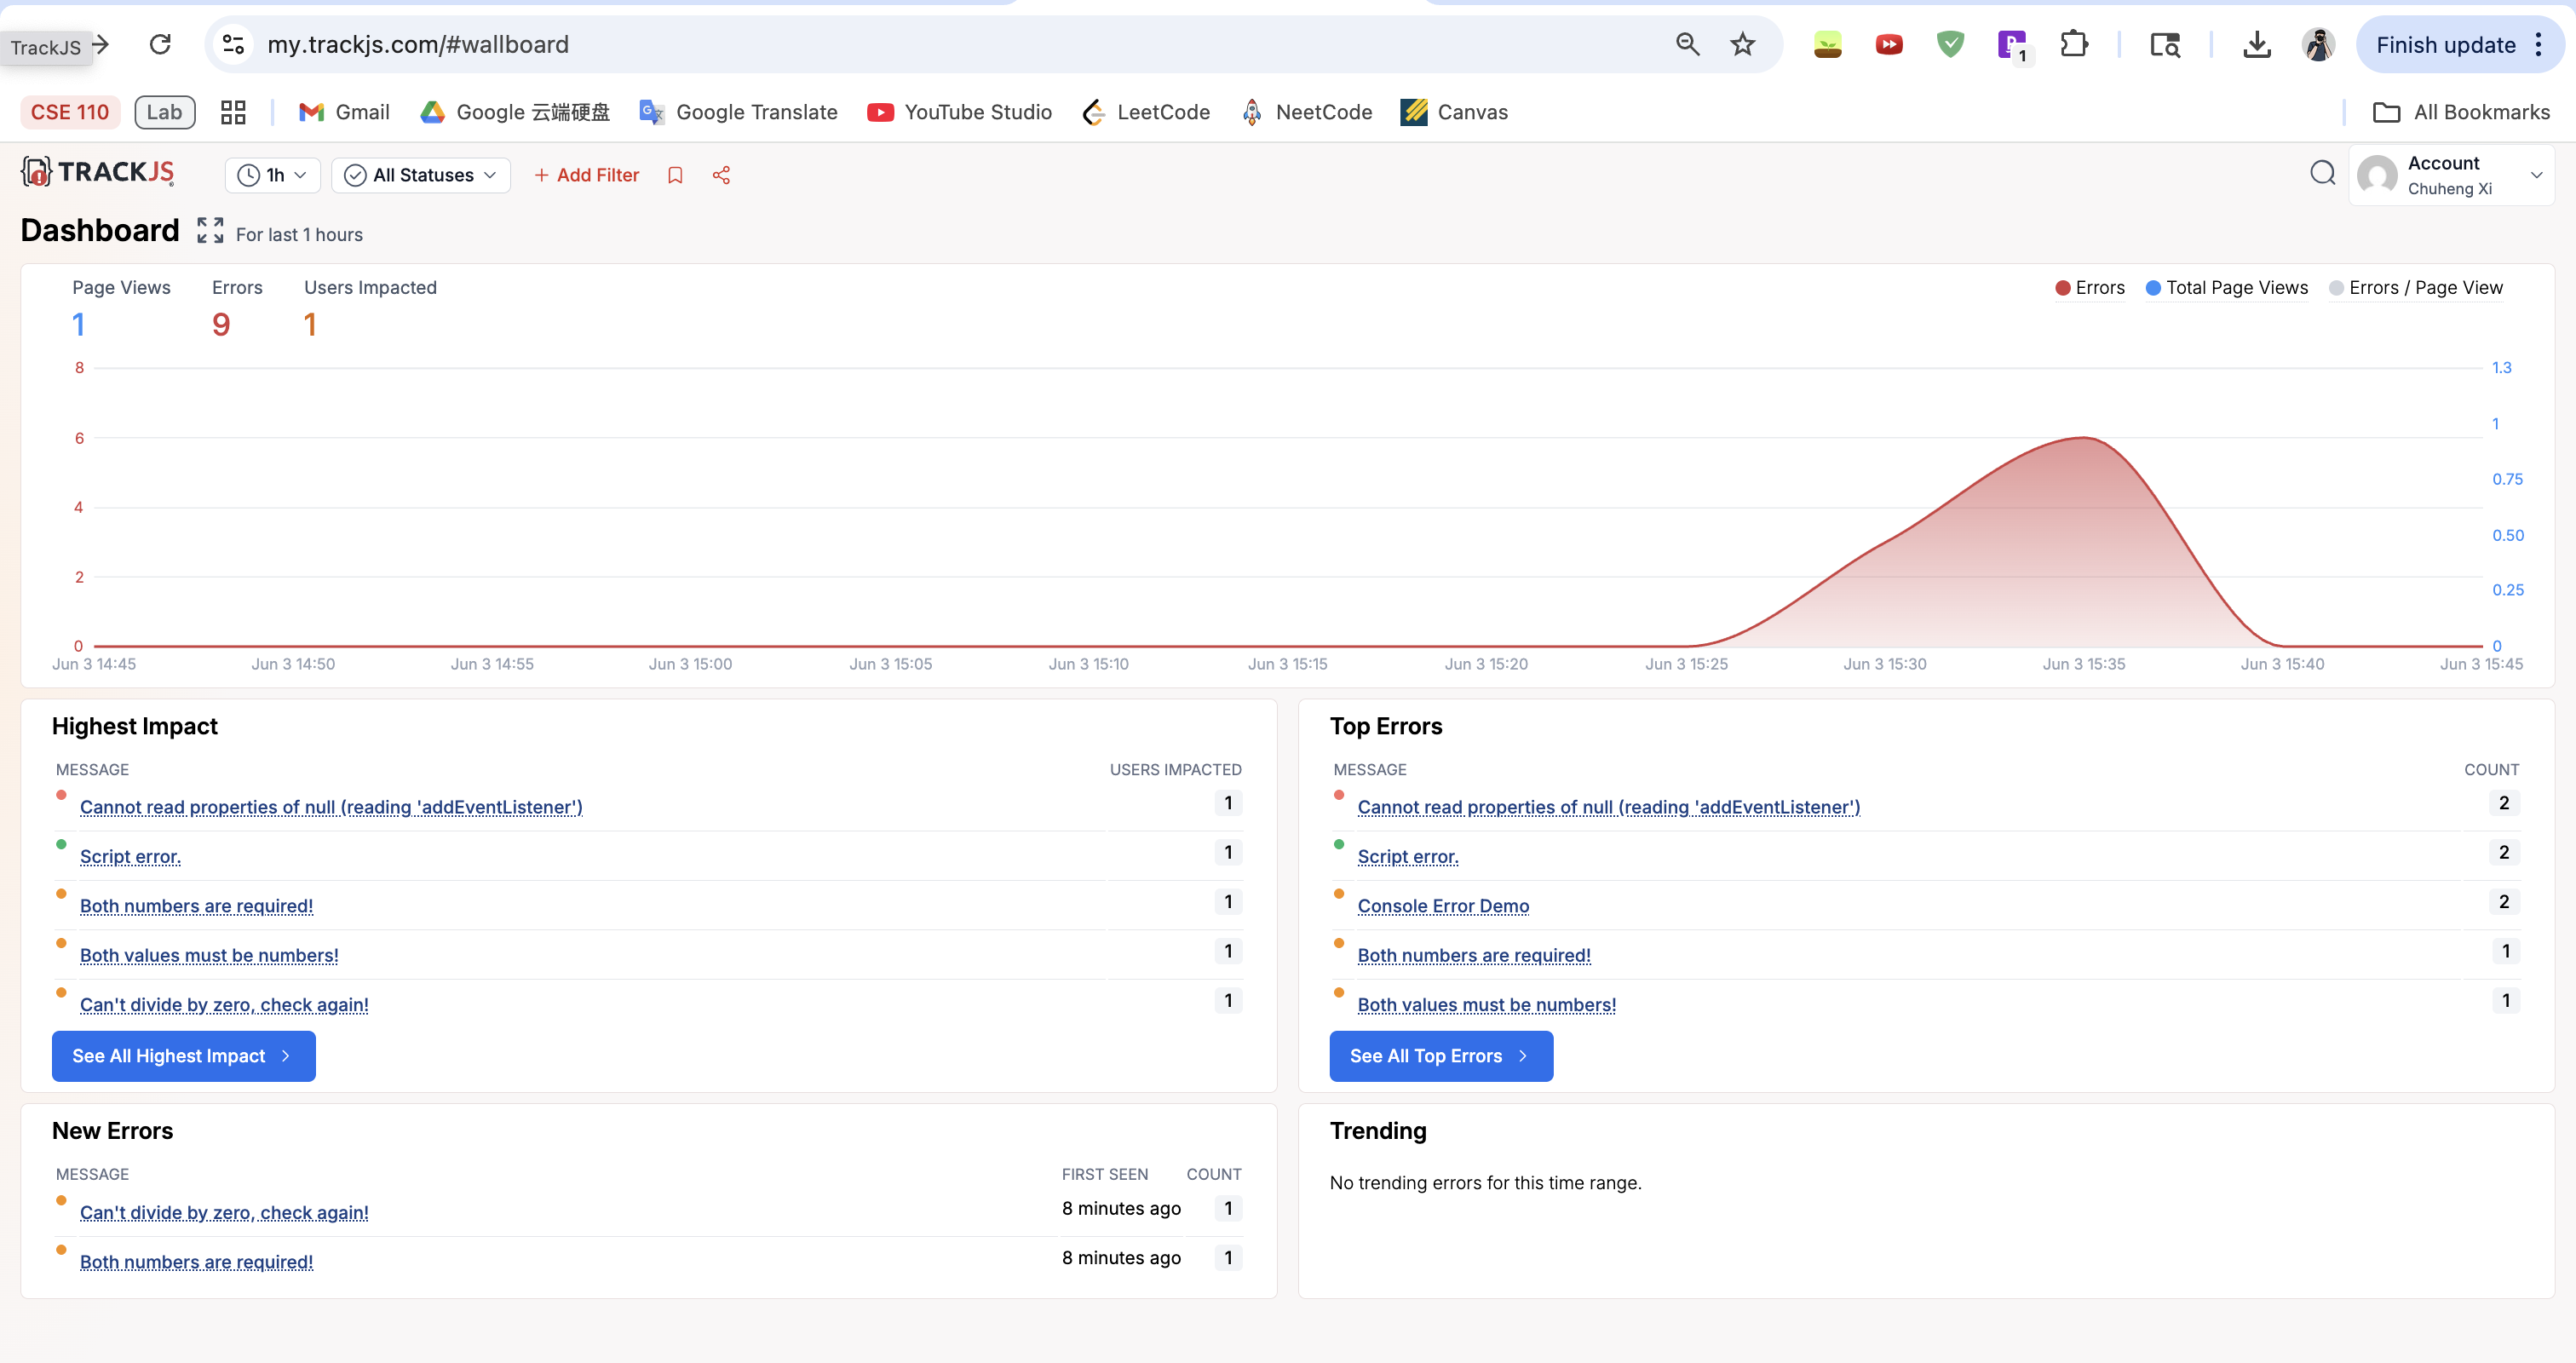 TrackJS
my.trackjs.com/#wallboard
1
Finish update
CSE 110
Lab
Gmail
Google 云端硬盘
Google Translate
YouTube Studio
LeetCode
NeetCode
Canvas
All Bookmarks
TRACKJS
1h
All Statuses
+ Add Filter
Account
Chuheng Xi
Dashboard
For last 1 hours
Page Views
Errors
Users Impacted
1
9
1
Errors
Total Page Views
Errors / Page View
8
6
4
2
0
1.3
1
0.75
0.50
0.25
0
Jun 3 14:45
Jun 3 14:50
Jun 3 14:55
Jun 3 15:00
Jun 3 15:05
Jun 3 15:10
Jun 3 15:15
Jun 3 15:20
Jun 3 15:25
Jun 3 15:30
Jun 3 15:35
Jun 3 15:40
Jun 3 15:45
Highest Impact
MESSAGE USERS IMPACTED
Cannot read properties of null (reading 'addEventListener') 1
Script error. 1
Both numbers are required! 1
Both values must be numbers! 1
Can't divide by zero, check again! 1
See All Highest Impact
Top Errors
MESSAGE COUNT
Cannot read properties of null (reading 'addEventListener') 2
Script error. 2
Console Error Demo 2
Both numbers are required! 1
Both values must be numbers! 1
See All Top Errors
New Errors
MESSAGE FIRST SEEN COUNT
Can't divide by zero, check again! 8 minutes ago 1
Both numbers are required! 8 minutes ago 1
Trending
No trending errors for this time range.